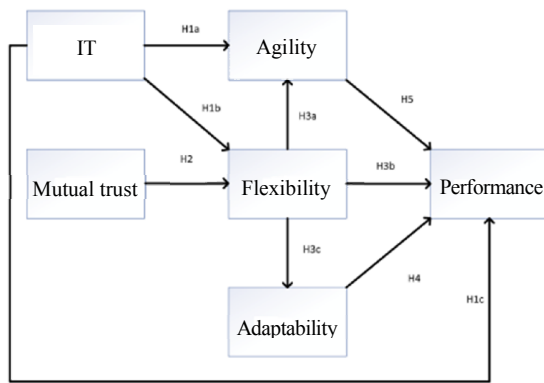 IT
H1a
Agility
H1b
H3a
H5
Mutual trust
H2
Flexibility
H3b
Performance
H3c
H4
H1c
Adaptability